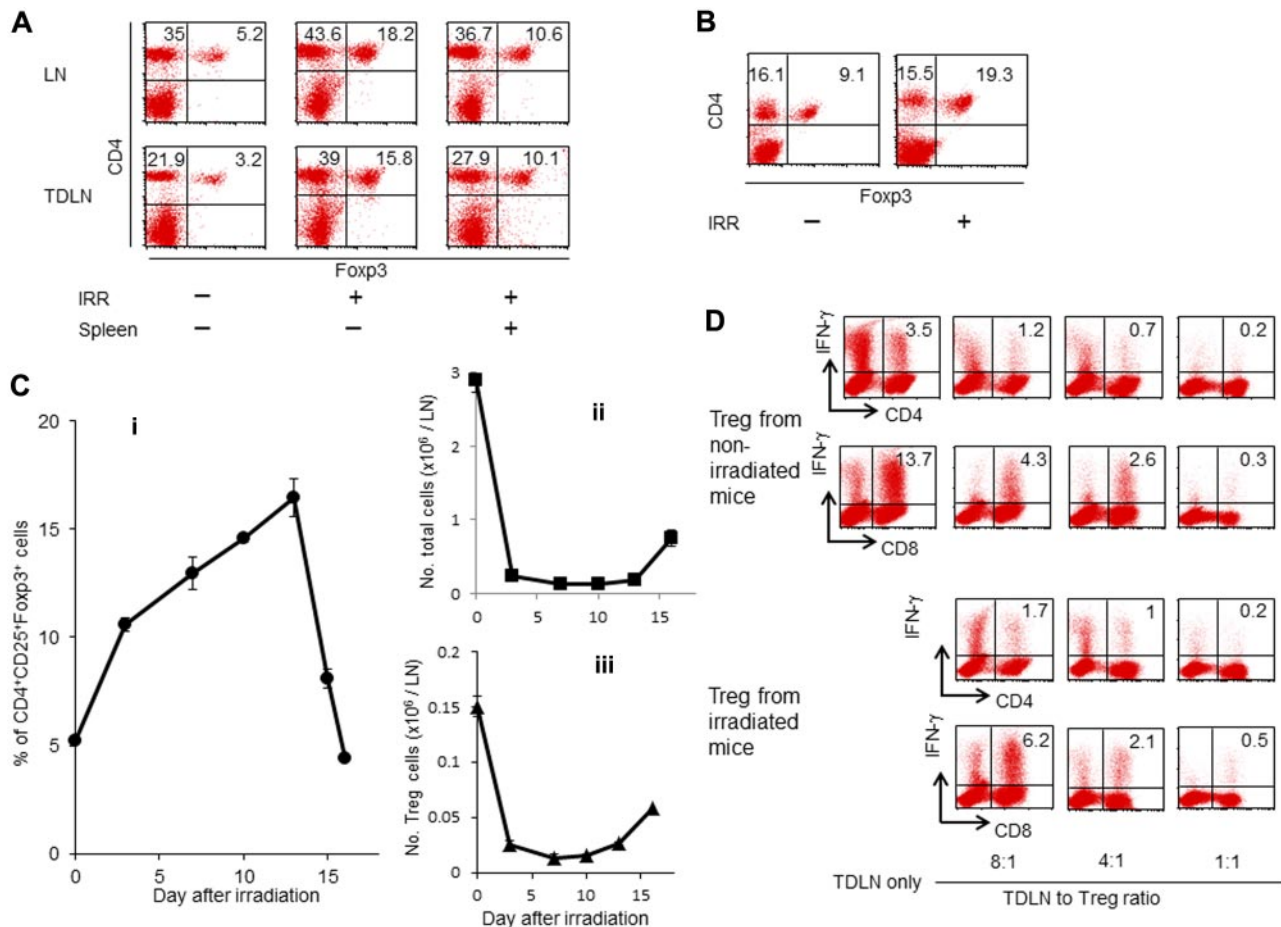 A
35 5.2 43.6 18.2 36.7 10.6
LN
CD4
21.9 3.2 39 15.8 27.9 10.1
TDLN
Foxp3
IRR − + +
Spleen − − +
B
16.1 9.1 15.5 19.3
CD4
Foxp3
IRR − +
C
i
20
15
10
5
0
% of CD4⁺CD25⁺Foxp3⁺ cells
0 5 10 15
Day after irradiation
ii
3
2
1
0
No. total cells (x10⁶ / LN)
0 5 10 15
iii
0.2
0.15
0.1
0.05
0
No. Treg cells (x10⁶ / LN)
0 5 10 15
Day after irradiation
D
IFN-γ
3.5 1.2 0.7 0.2
CD4
Treg from
non-
irradiated
mice
IFN-γ
13.7 4.3 2.6 0.3
CD8
IFN-γ
1.7 1 0.2
CD4
Treg from
irradiated
mice
IFN-γ
6.2 2.1 0.5
CD8
TDLN only 8:1 4:1 1:1
TDLN to Treg ratio